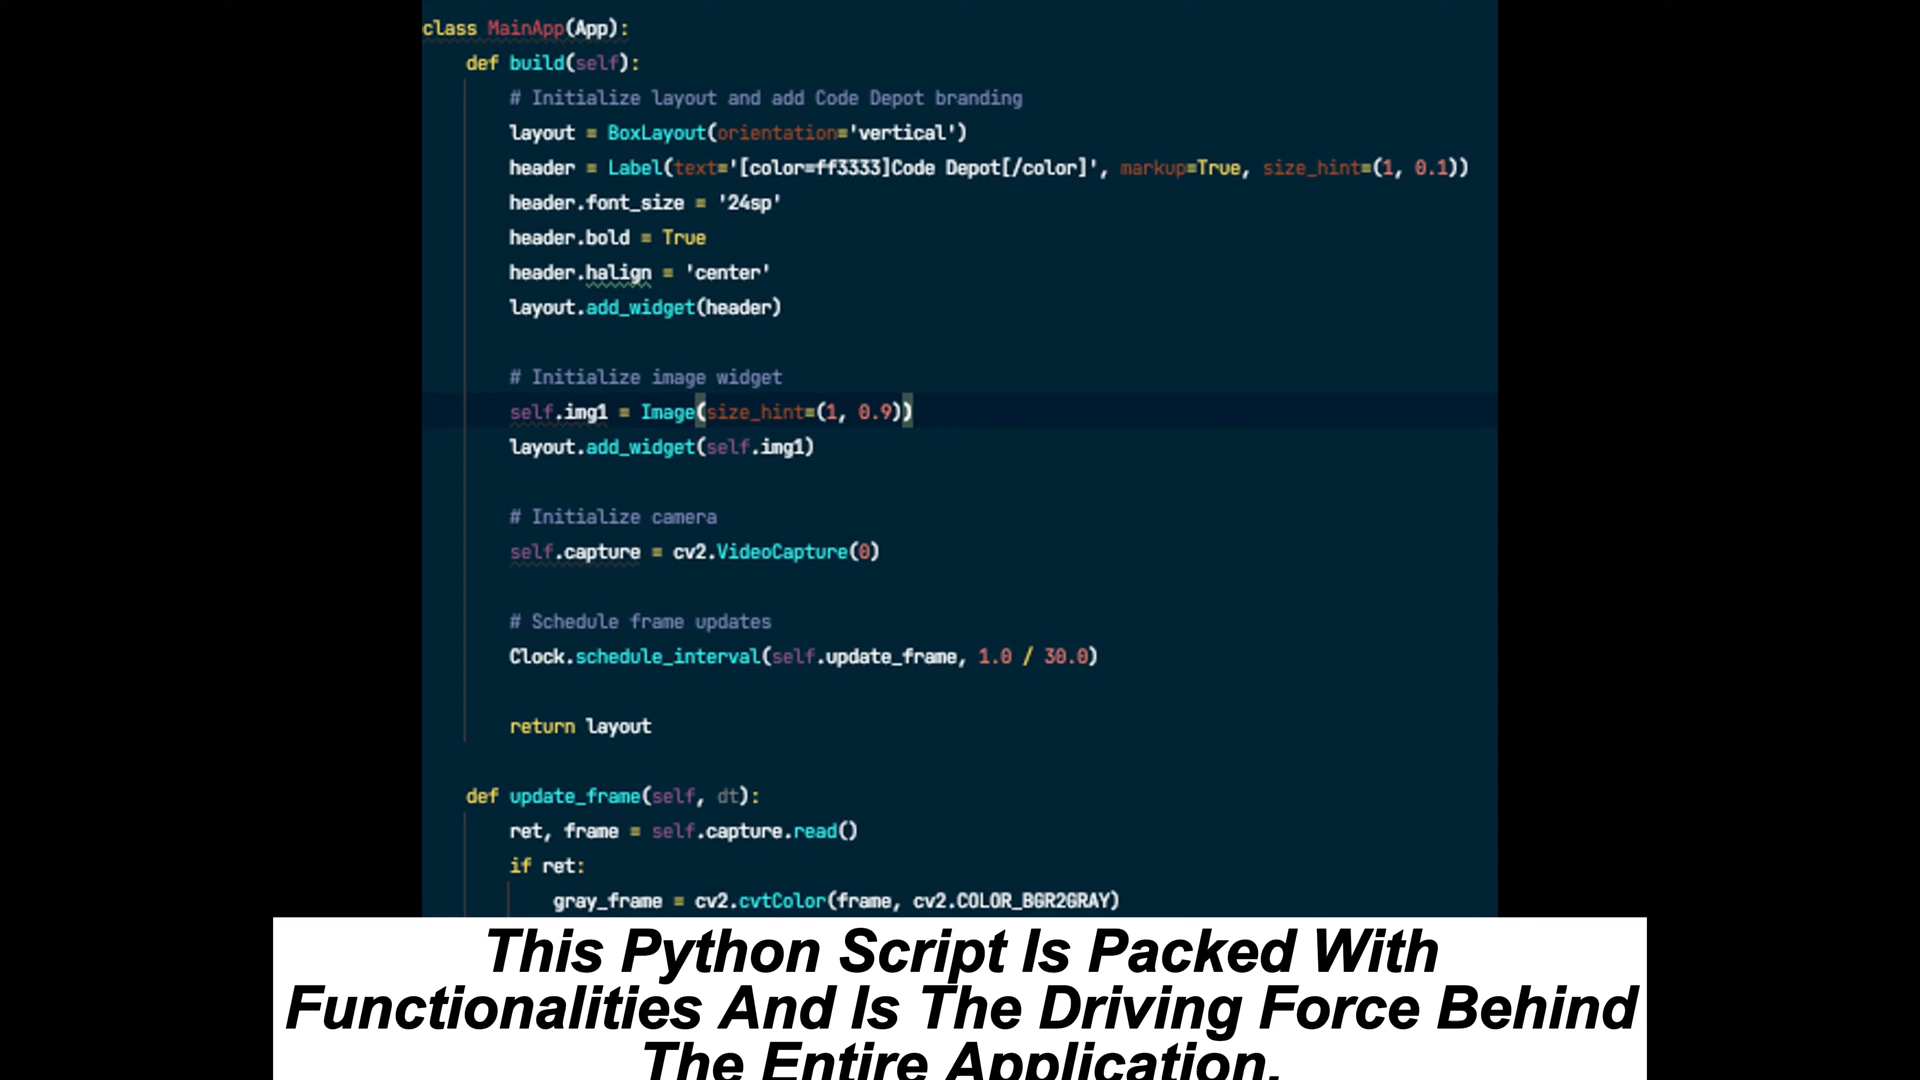 class MainApp(App):
def build(self):
# Initialize layout and add Code Depot branding
layout = BoxLayout(orientation='vertical')
header = Label(text='[color=ff3333]Code Depot[/color]', markup=True, size_hint=(1, 0.1))
header.font_size = '24sp'
header.bold = True
header.halign = 'center'
layout.add_widget(header)
# Initialize image widget
self.img1 = Image(size_hint=(1, 0.9))
layout.add_widget(self.img1)
# Initialize camera
self.capture = cv2.VideoCapture(0)
# Schedule frame updates
Clock.schedule_interval(self.update_frame, 1.0 / 30.0)
return layout
def update_frame(self, dt):
ret, frame = self.capture.read()
if ret:
gray_frame = cv2.cvtColor(frame, cv2.COLOR_BGR2GRAY)
This Python Script Is Packed With
Functionalities And Is The Driving Force Behind
The Entire Application.